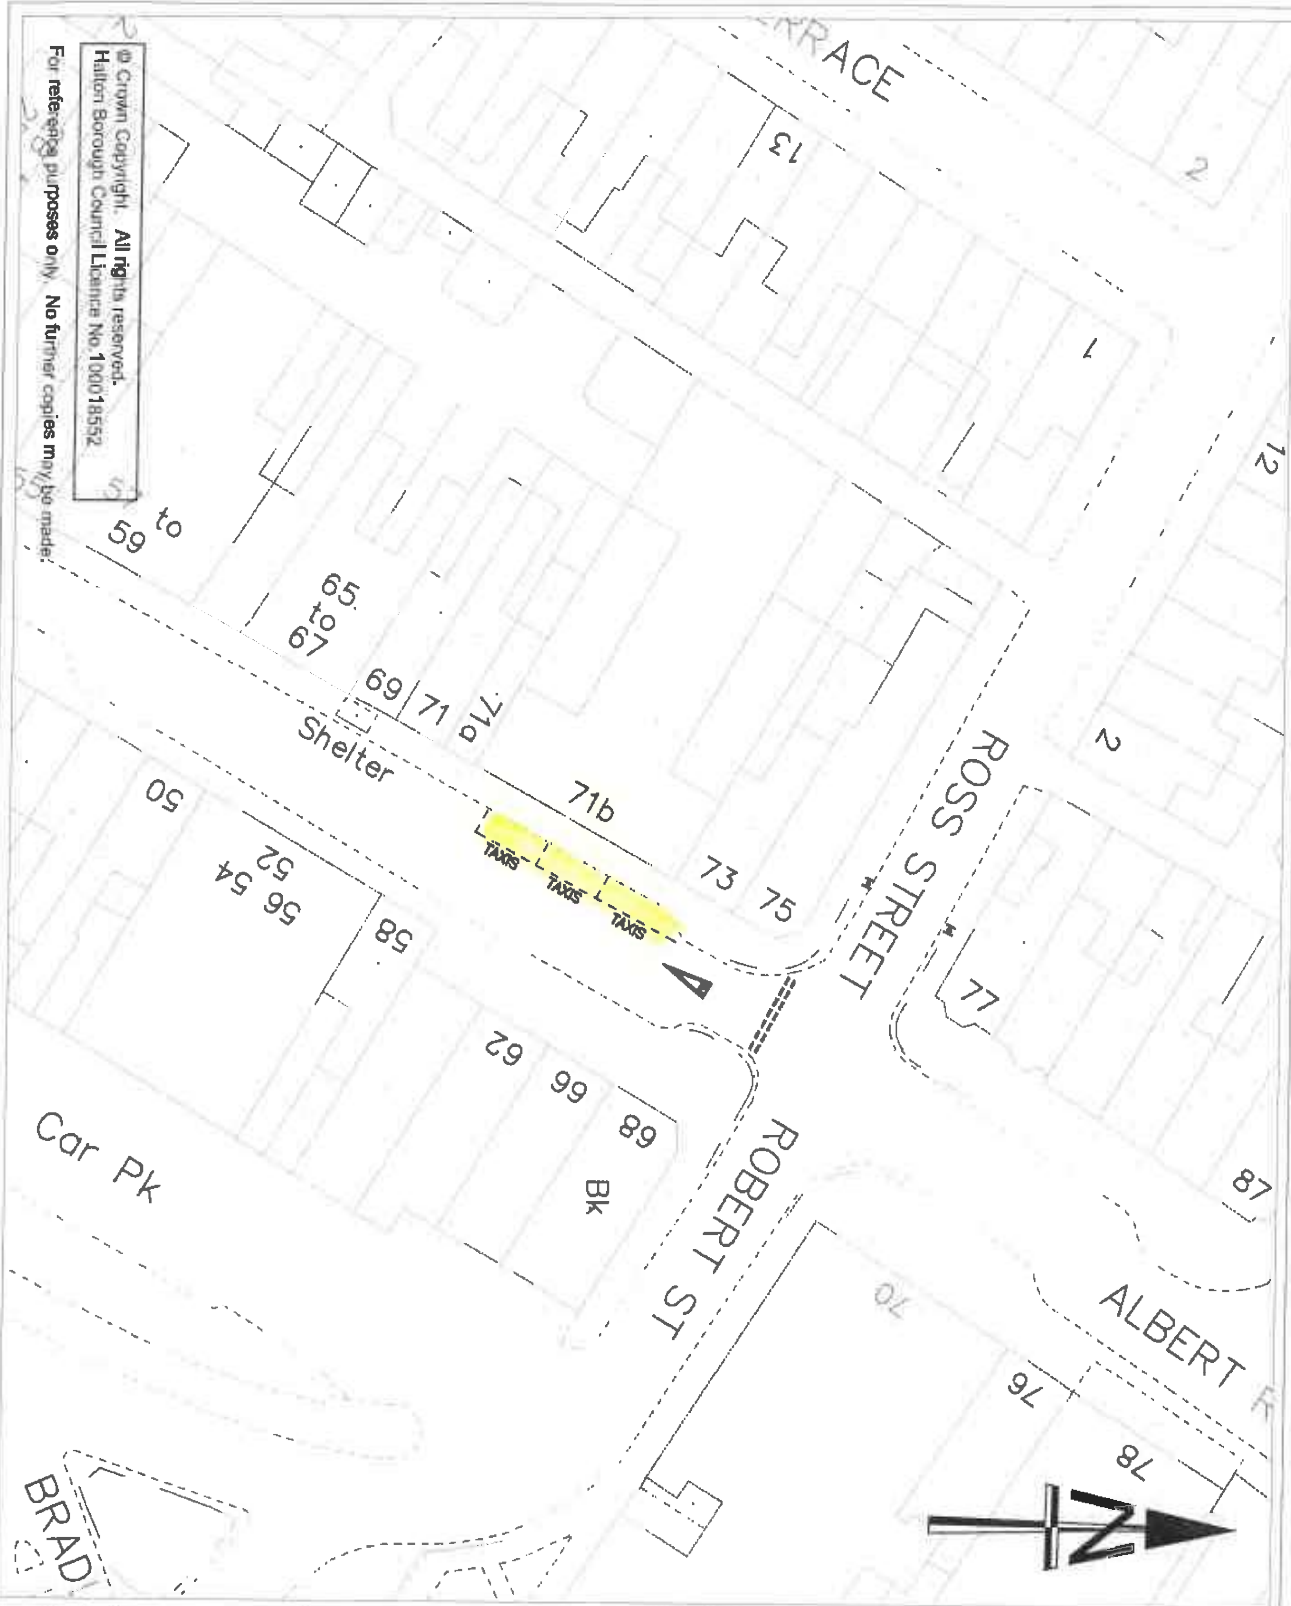 © Crown Copyright. All rights reserved.
Halton Borough Council Licence No.100018552
For reference purposes only. No further copies may be made.
ERRACE
13
2
1
12
2
ROSS STREET
to
59
65
to
67
69
71
71a
Shelter
71b
TAXIS
TAXIS
TAXIS
73
75
77
50
52
54
56
58
62
66
68
Bk
ROBERT ST
87
ALBERT R
70
76
78
Car Pk
BRAD
N